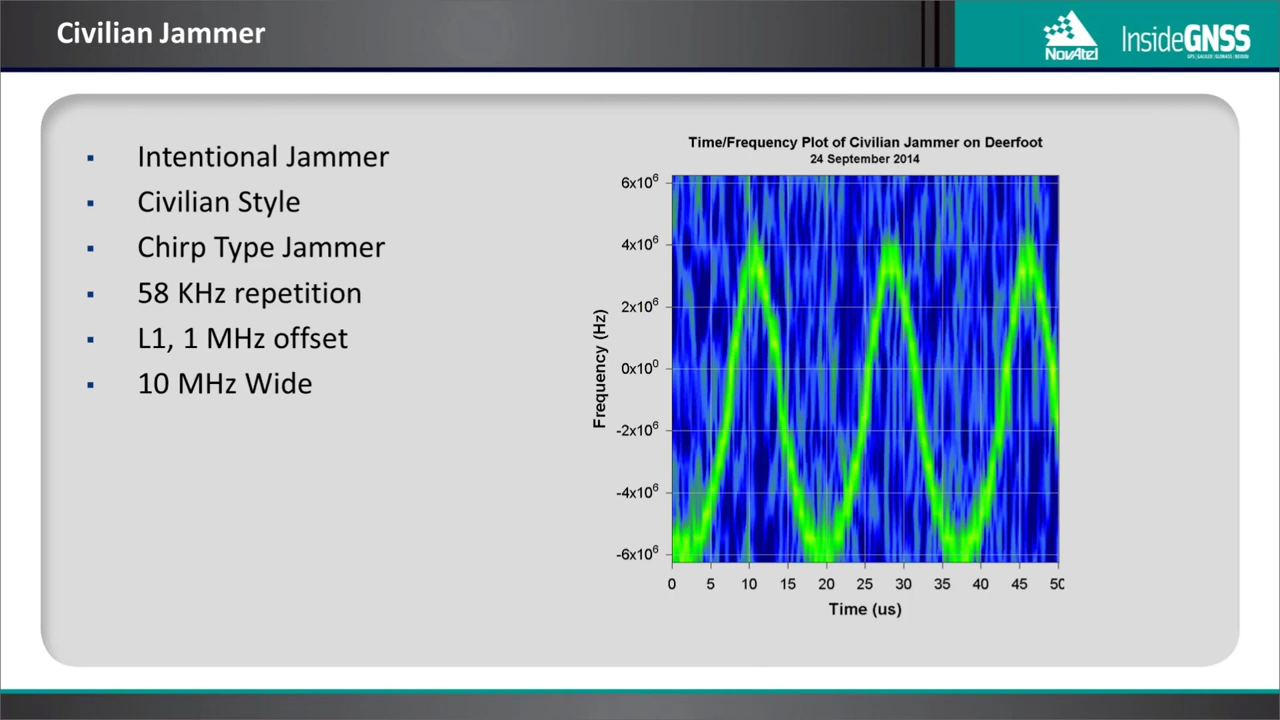 Civilian Jammer
NovAtel
InsideGNSS
▪ Intentional Jammer
▪ Civilian Style
▪ Chirp Type Jammer
▪ 58 KHz repetition
▪ L1, 1 MHz offset
▪ 10 MHz Wide
Time/Frequency Plot of Civilian Jammer on Deerfoot
24 September 2014
Frequency (Hz)
6x10⁶
4x10⁶
2x10⁶
0x10⁰
-2x10⁶
-4x10⁶
-6x10⁶
0 5 10 15 20 25 30 35 40 45 50
Time (us)